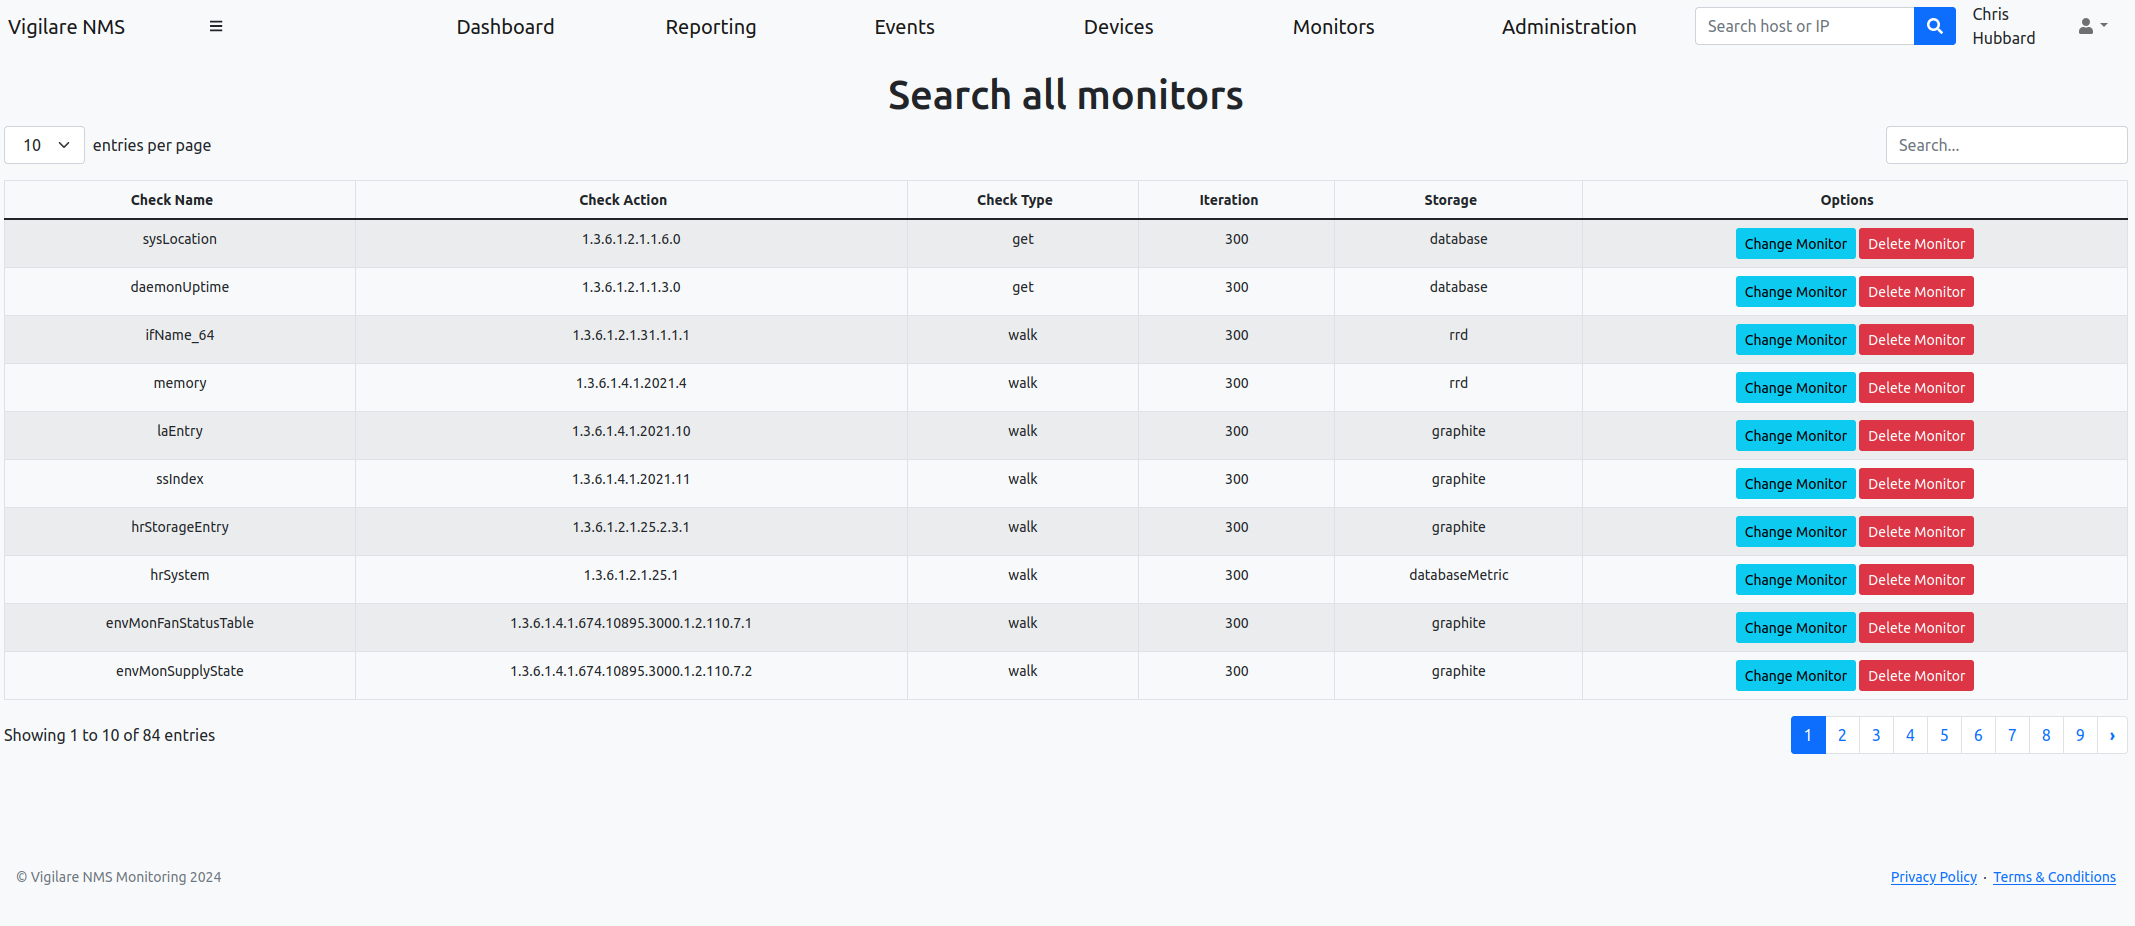 Vigilare NMS Dashboard Reporting Events Devices Monitors Administration Search host or IP Chris Hubbard
Search all monitors
10 entries per page Search...
Check Name Check Action Check Type Iteration Storage Options
sysLocation 1.3.6.1.2.1.1.6.0 get 300 database Change Monitor Delete Monitor
daemonUptime 1.3.6.1.2.1.1.3.0 get 300 database Change Monitor Delete Monitor
ifName_64 1.3.6.1.2.1.31.1.1.1 walk 300 rrd Change Monitor Delete Monitor
memory 1.3.6.1.4.1.2021.4 walk 300 rrd Change Monitor Delete Monitor
laEntry 1.3.6.1.4.1.2021.10 walk 300 graphite Change Monitor Delete Monitor
ssIndex 1.3.6.1.4.1.2021.11 walk 300 graphite Change Monitor Delete Monitor
hrStorageEntry 1.3.6.1.2.1.25.2.3.1 walk 300 graphite Change Monitor Delete Monitor
hrSystem 1.3.6.1.2.1.25.1 walk 300 databaseMetric Change Monitor Delete Monitor
envMonFanStatusTable 1.3.6.1.4.1.674.10895.3000.1.2.110.7.1 walk 300 graphite Change Monitor Delete Monitor
envMonSupplyState 1.3.6.1.4.1.674.10895.3000.1.2.110.7.2 walk 300 graphite Change Monitor Delete Monitor
Showing 1 to 10 of 84 entries 1 2 3 4 5 6 7 8 9 ›
© Vigilare NMS Monitoring 2024 Privacy Policy · Terms & Conditions